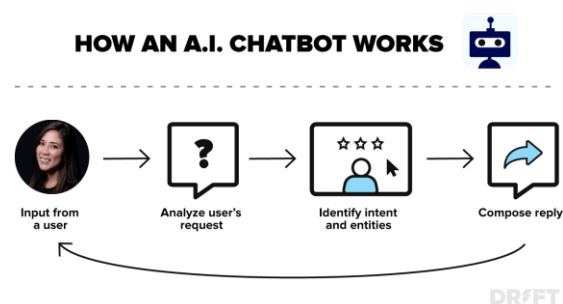 HOW AN A.I. CHATBOT WORKS
?
Input from
a user
Analyze user's
request
Identify intent
and entities
Compose reply
DRIFT